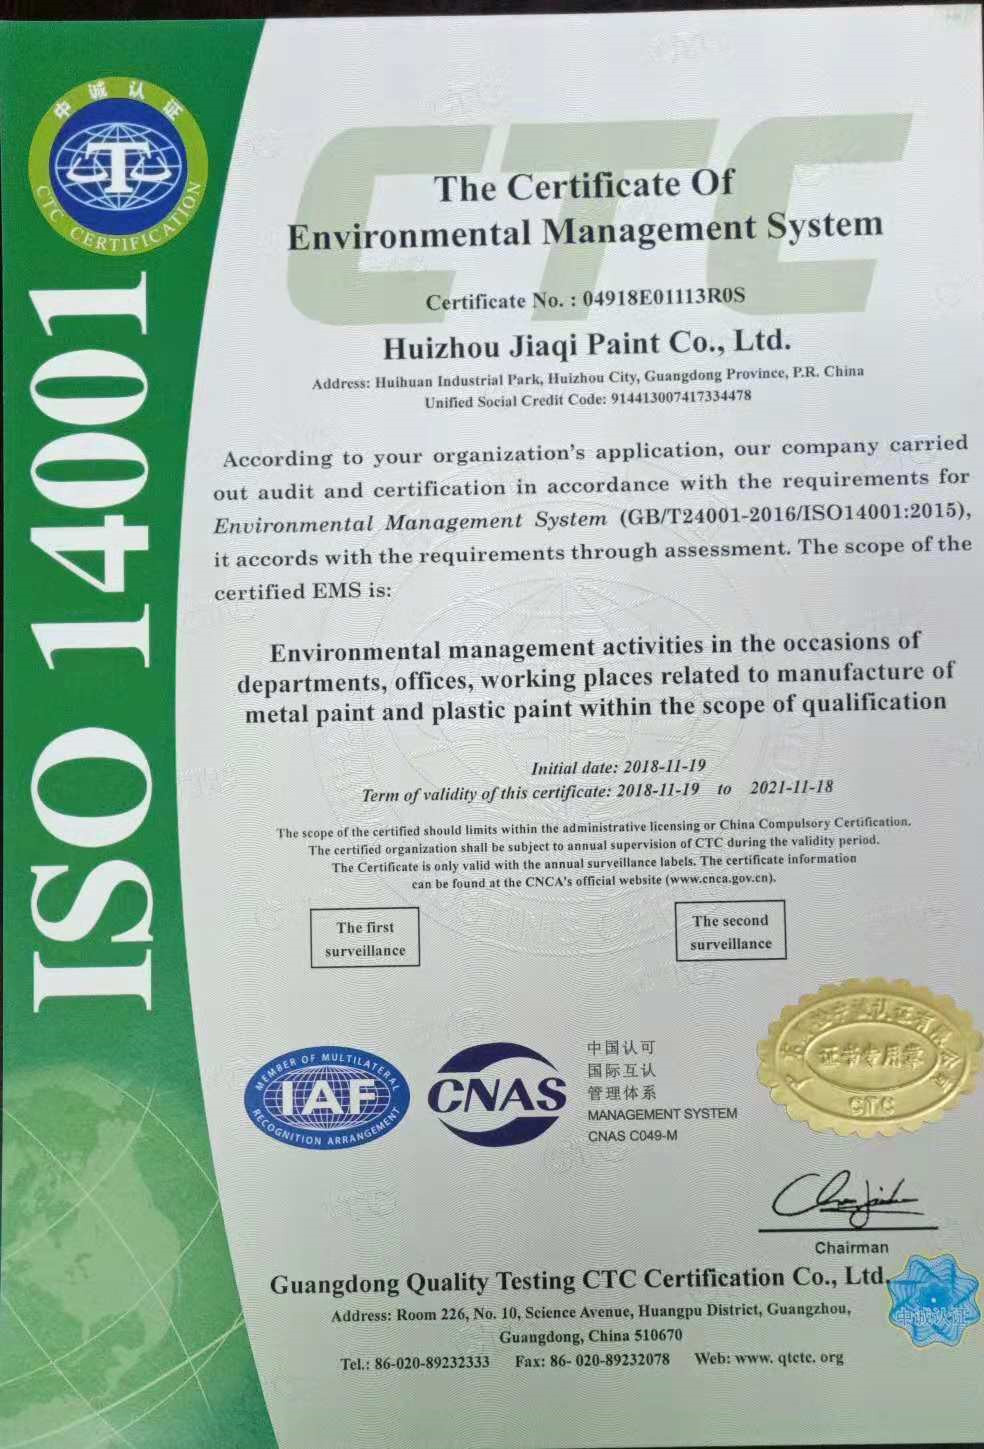 中诚认证
CTC CERTIFICATION
ISO 14001
CTC
The Certificate Of
Environmental Management System
Certificate No. : 04918E01113R0S
Huizhou Jiaqi Paint Co., Ltd.
Address: Huihuan Industrial Park, Huizhou City, Guangdong Province, P.R. China
Unified Social Credit Code: 914413007417334478
According to your organization's application, our company carried
out audit and certification in accordance with the requirements for
Environmental Management System (GB/T24001-2016/ISO14001:2015),
it accords with the requirements through assessment. The scope of the
certified EMS is:
Environmental management activities in the occasions of
departments, offices, working places related to manufacture of
metal paint and plastic paint within the scope of qualification
Initial date: 2018-11-19
Term of validity of this certificate: 2018-11-19 to 2021-11-18
The scope of the certified should limits within the administrative licensing or China Compulsory Certification.
The certified organization shall be subject to annual supervision of CTC during the validity period.
The Certificate is only valid with the annual surveillance labels. The certificate information
can be found at the CNCA's official website (www.cnca.gov.cn).
The first
surveillance
The second
surveillance
MEMBER OF MULTILATERAL
IAF
RECOGNITION ARRANGEMENT
CNAS
中国认可
国际互认
管理体系
MANAGEMENT SYSTEM
CNAS C049-M
证书专用章
CTC
Chairman
Guangdong Quality Testing CTC Certification Co., Ltd.
中诚认证
Address: Room 226, No. 10, Science Avenue, Huangpu District, Guangzhou,
Guangdong, China 510670
Tel.: 86-020-89232333 Fax: 86- 020-89232078 Web: www. qtctc. org